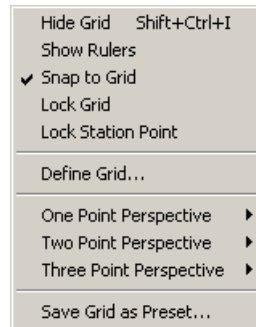 Hide Grid Shift+Ctrl+I
Show Rulers
Snap to Grid
Lock Grid
Lock Station Point
Define Grid...
One Point Perspective
Two Point Perspective
Three Point Perspective
Save Grid as Preset...